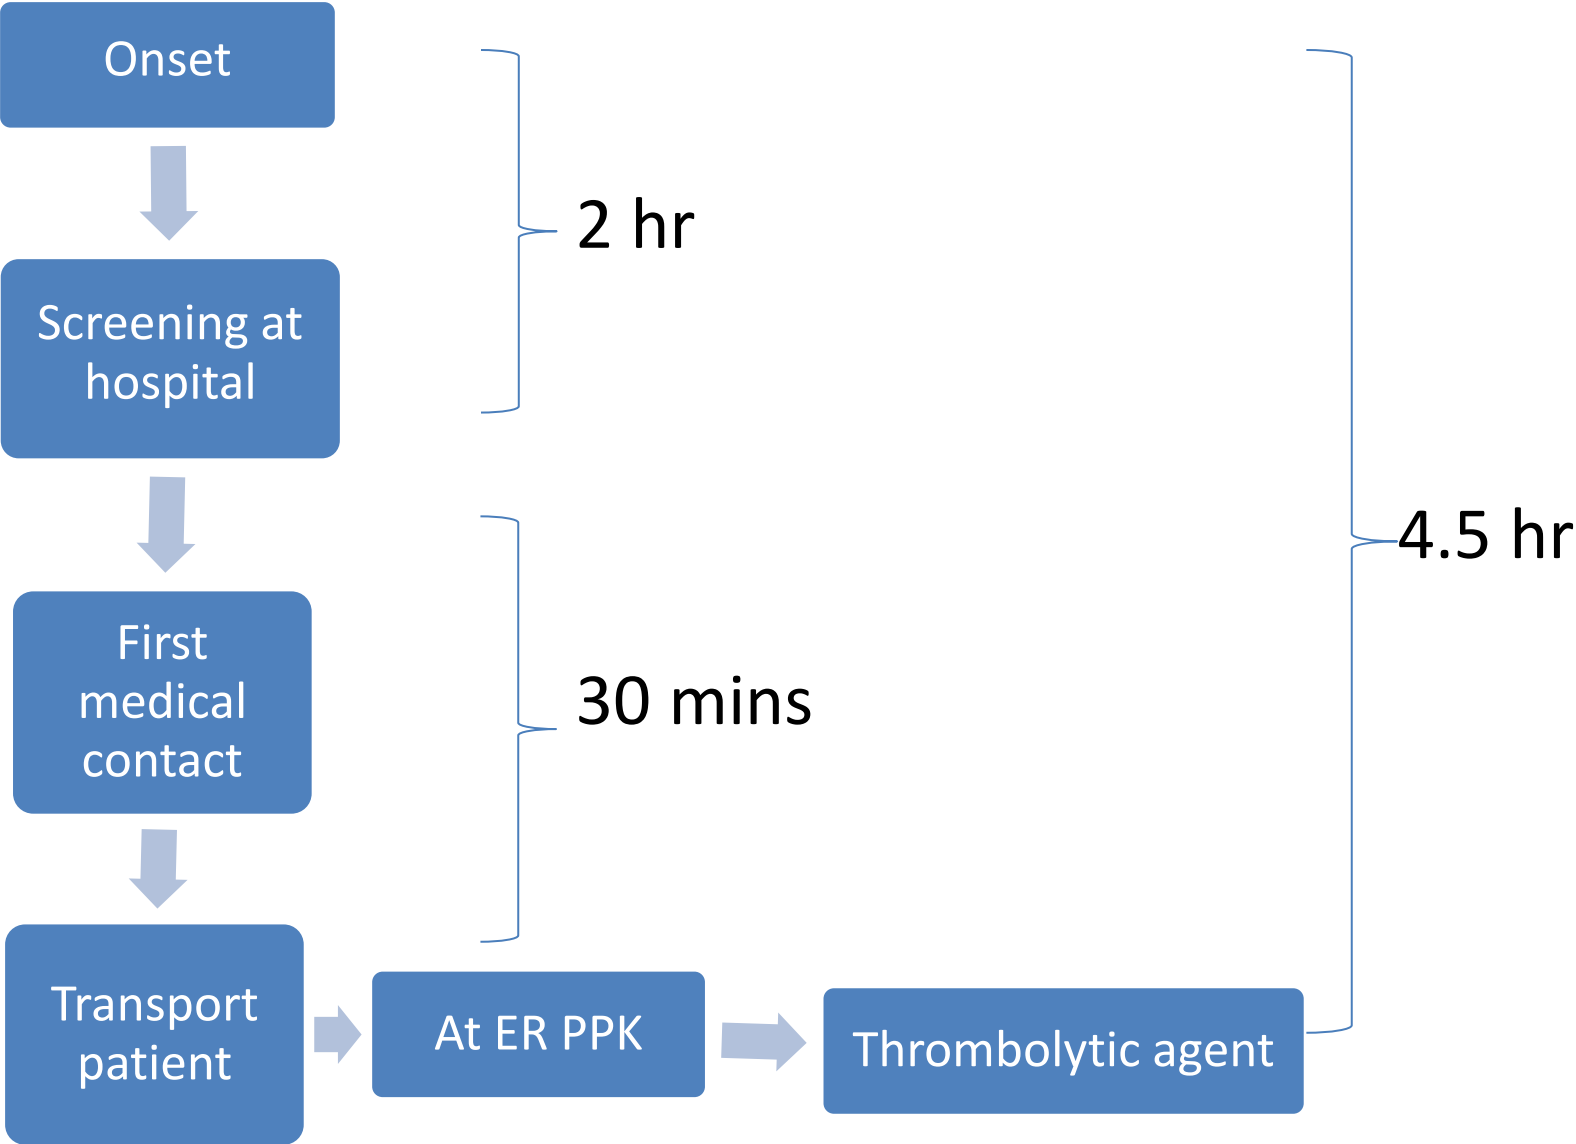 Onset
2 hr
Screening at
hospital
4.5 hr
First
medical
contact
30 mins
Transport
patient
At ER PPK
Thrombolytic agent